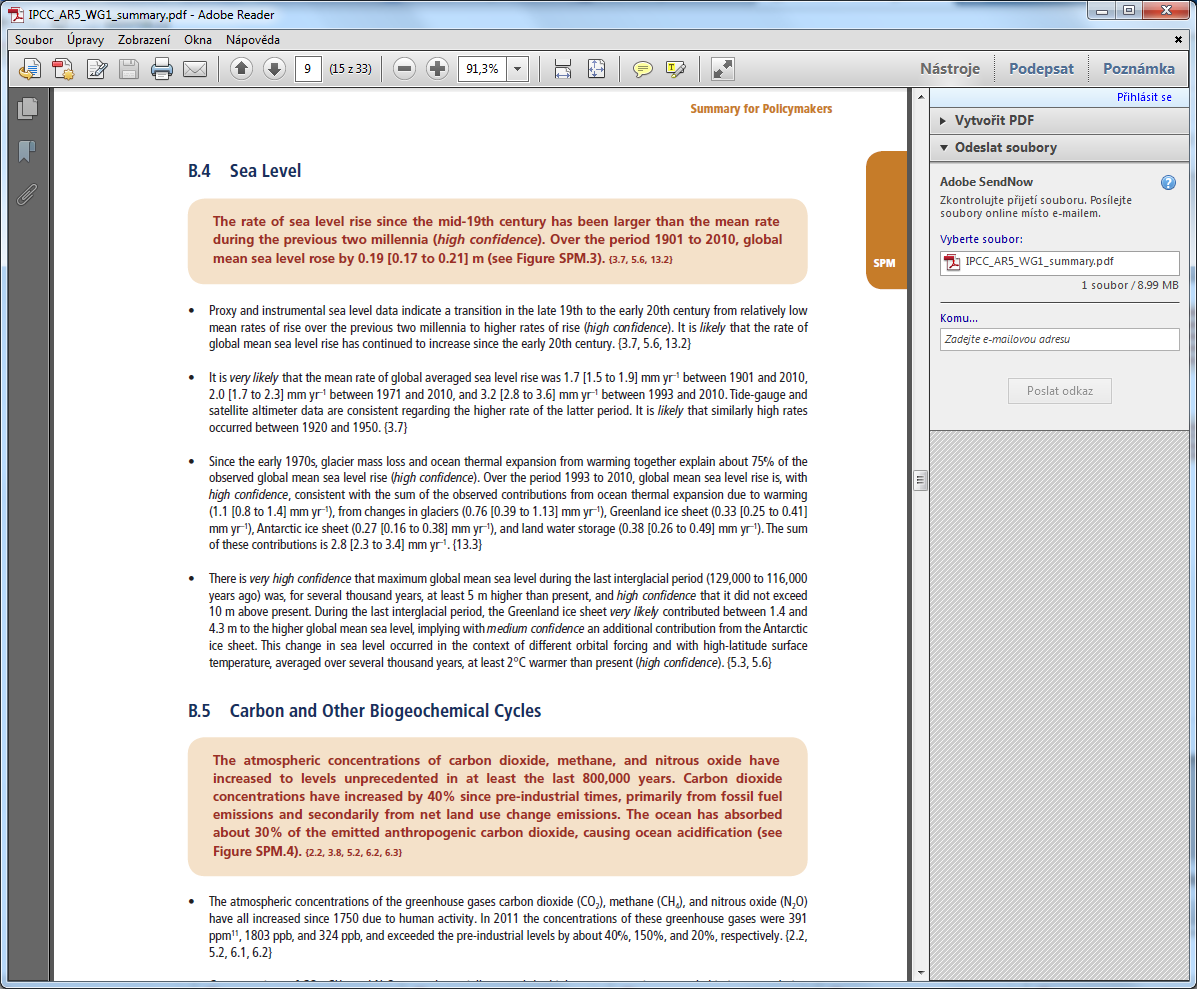 IPCC_AR5_WG1_summary.pdf - Adobe Reader
Soubor Úpravy Zobrazení Okna Nápověda
9 (15 z 33) 91,3% Nástroje Podepsat Poznámka
Summary for Policymakers
B.4 Sea Level
The rate of sea level rise since the mid-19th century has been larger than the mean rate
during the previous two millennia (high confidence). Over the period 1901 to 2010, global
mean sea level rose by 0.19 [0.17 to 0.21] m (see Figure SPM.3). {3.7, 5.6, 13.2}
SPM
• Proxy and instrumental sea level data indicate a transition in the late 19th to the early 20th century from relatively low
mean rates of rise over the previous two millennia to higher rates of rise (high confidence). It is likely that the rate of
global mean sea level rise has continued to increase since the early 20th century. {3.7, 5.6, 13.2}
• It is very likely that the mean rate of global averaged sea level rise was 1.7 [1.5 to 1.9] mm yr⁻¹ between 1901 and 2010,
2.0 [1.7 to 2.3] mm yr⁻¹ between 1971 and 2010, and 3.2 [2.8 to 3.6] mm yr⁻¹ between 1993 and 2010. Tide-gauge and
satellite altimeter data are consistent regarding the higher rate of the latter period. It is likely that similarly high rates
occurred between 1920 and 1950. {3.7}
• Since the early 1970s, glacier mass loss and ocean thermal expansion from warming together explain about 75% of the
observed global mean sea level rise (high confidence). Over the period 1993 to 2010, global mean sea level rise is, with
high confidence, consistent with the sum of the observed contributions from ocean thermal expansion due to warming
(1.1 [0.8 to 1.4] mm yr⁻¹), from changes in glaciers (0.76 [0.39 to 1.13] mm yr⁻¹), Greenland ice sheet (0.33 [0.25 to 0.41]
mm yr⁻¹), Antarctic ice sheet (0.27 [0.16 to 0.38] mm yr⁻¹), and land water storage (0.38 [0.26 to 0.49] mm yr⁻¹). The sum
of these contributions is 2.8 [2.3 to 3.4] mm yr⁻¹. {13.3}
• There is very high confidence that maximum global mean sea level during the last interglacial period (129,000 to 116,000
years ago) was, for several thousand years, at least 5 m higher than present, and high confidence that it did not exceed
10 m above present. During the last interglacial period, the Greenland ice sheet very likely contributed between 1.4 and
4.3 m to the higher global mean sea level, implying with medium confidence an additional contribution from the Antarctic
ice sheet. This change in sea level occurred in the context of different orbital forcing and with high-latitude surface
temperature, averaged over several thousand years, at least 2°C warmer than present (high confidence). {5.3, 5.6}
B.5 Carbon and Other Biogeochemical Cycles
The atmospheric concentrations of carbon dioxide, methane, and nitrous oxide have
increased to levels unprecedented in at least the last 800,000 years. Carbon dioxide
concentrations have increased by 40% since pre-industrial times, primarily from fossil fuel
emissions and secondarily from net land use change emissions. The ocean has absorbed
about 30% of the emitted anthropogenic carbon dioxide, causing ocean acidification (see
Figure SPM.4). {2.2, 3.8, 5.2, 6.2, 6.3}
• The atmospheric concentrations of the greenhouse gases carbon dioxide (CO₂), methane (CH₄), and nitrous oxide (N₂O)
have all increased since 1750 due to human activity. In 2011 the concentrations of these greenhouse gases were 391
ppm¹¹, 1803 ppb, and 324 ppb, and exceeded the pre-industrial levels by about 40%, 150%, and 20%, respectively. {2.2,
5.2, 6.1, 6.2}
Přihlásit se
Vytvořit PDF
Odeslat soubory
Adobe SendNow
Zkontrolujte přijetí souboru. Posílejte
soubory online místo e-mailem.
Vyberte soubor:
IPCC_AR5_WG1_summary.pdf
1 soubor / 8.99 MB
Komu...
Zadejte e-mailovou adresu
Poslat odkaz